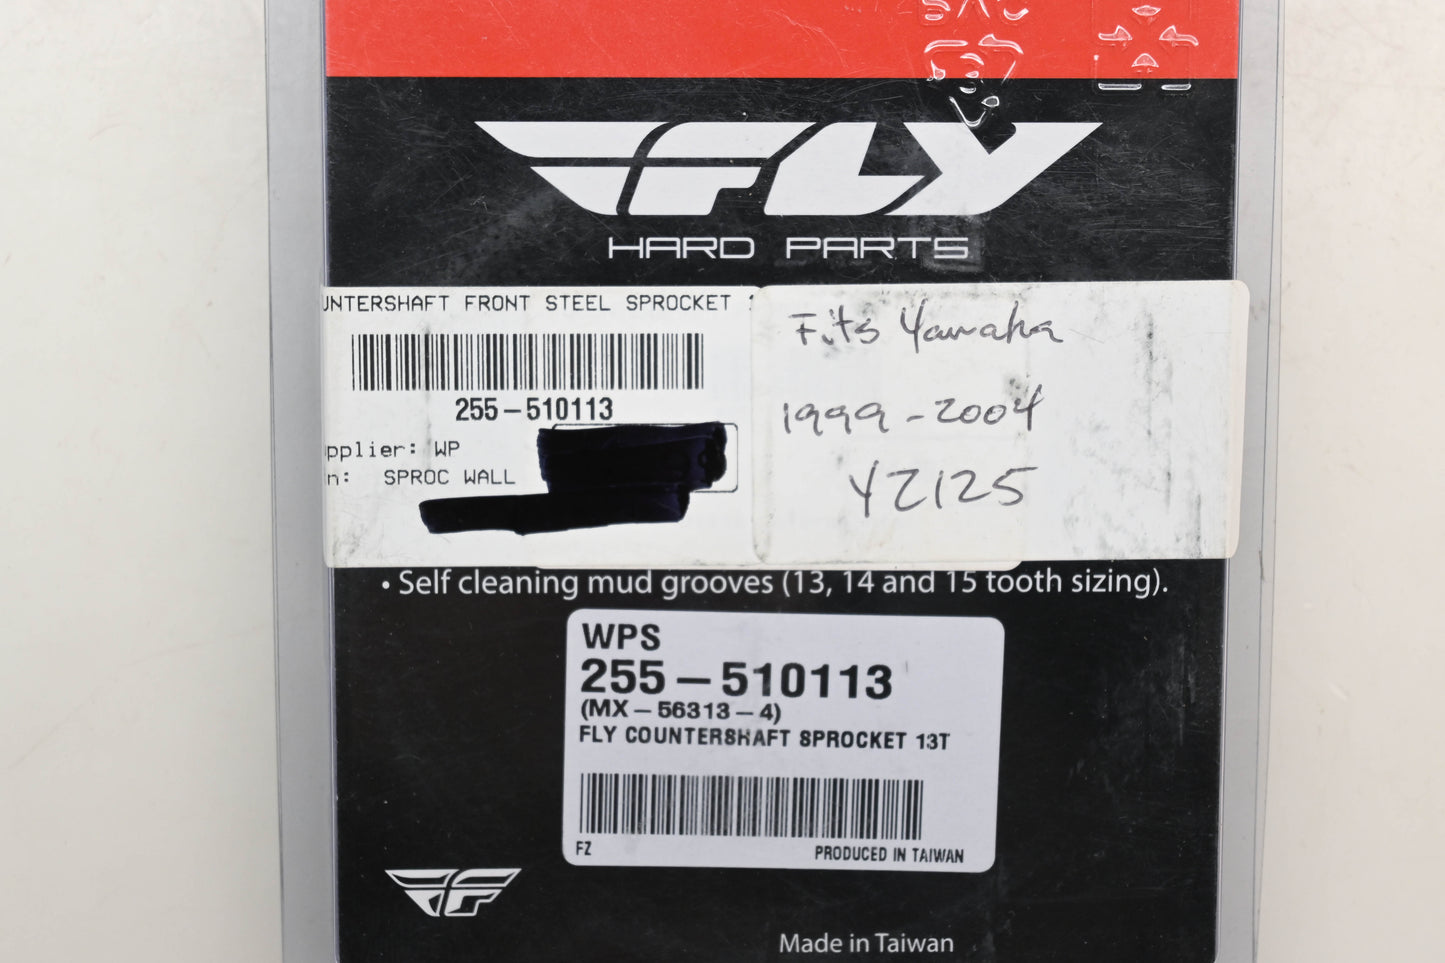 FLY
HARD PARTS
UNTERSHAFT FRONT STEEL SPROCKET
255-510113
pplier: WP
n: SPROC WALL
Fits Yamaha
1999-2004
YZ125
• Self cleaning mud grooves (13, 14 and 15 tooth sizing).
WPS
255-510113
(MX-56313-4)
FLY COUNTERSHAFT SPROCKET 13T
FZ
PRODUCED IN TAIWAN
Made in Taiwan